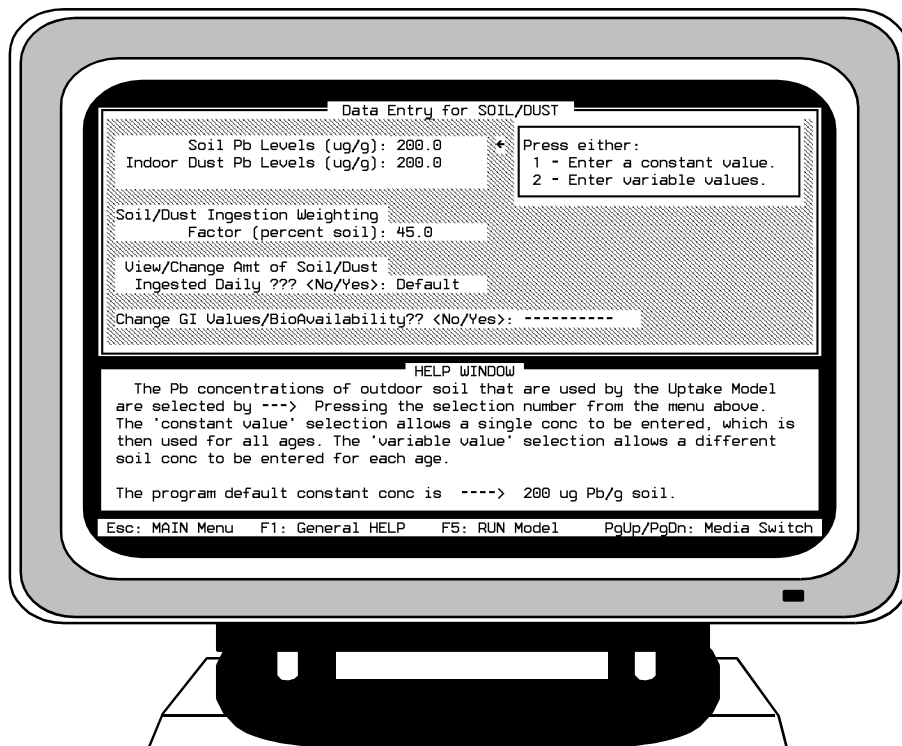 Data Entry for SOIL/DUST
Soil Pb Levels (ug/g): 200.0
Indoor Dust Pb Levels (ug/g): 200.0
← Press either:
1 - Enter a constant value.
2 - Enter variable values.
Soil/Dust Ingestion Weighting
Factor (percent soil): 45.0
View/Change Amt of Soil/Dust
Ingested Daily ??? <No/Yes>: Default
Change GI Values/BioAvailability?? <No/Yes>: ----------
HELP WINDOW
The Pb concentrations of outdoor soil that are used by the Uptake Model
are selected by ---> Pressing the selection number from the menu above.
The 'constant value' selection allows a single conc to be entered, which is
then used for all ages. The 'variable value' selection allows a different
soil conc to be entered for each age.
The program default constant conc is ----> 200 ug Pb/g soil.
Esc: MAIN Menu F1: General HELP F5: RUN Model PgUp/PgDn: Media Switch